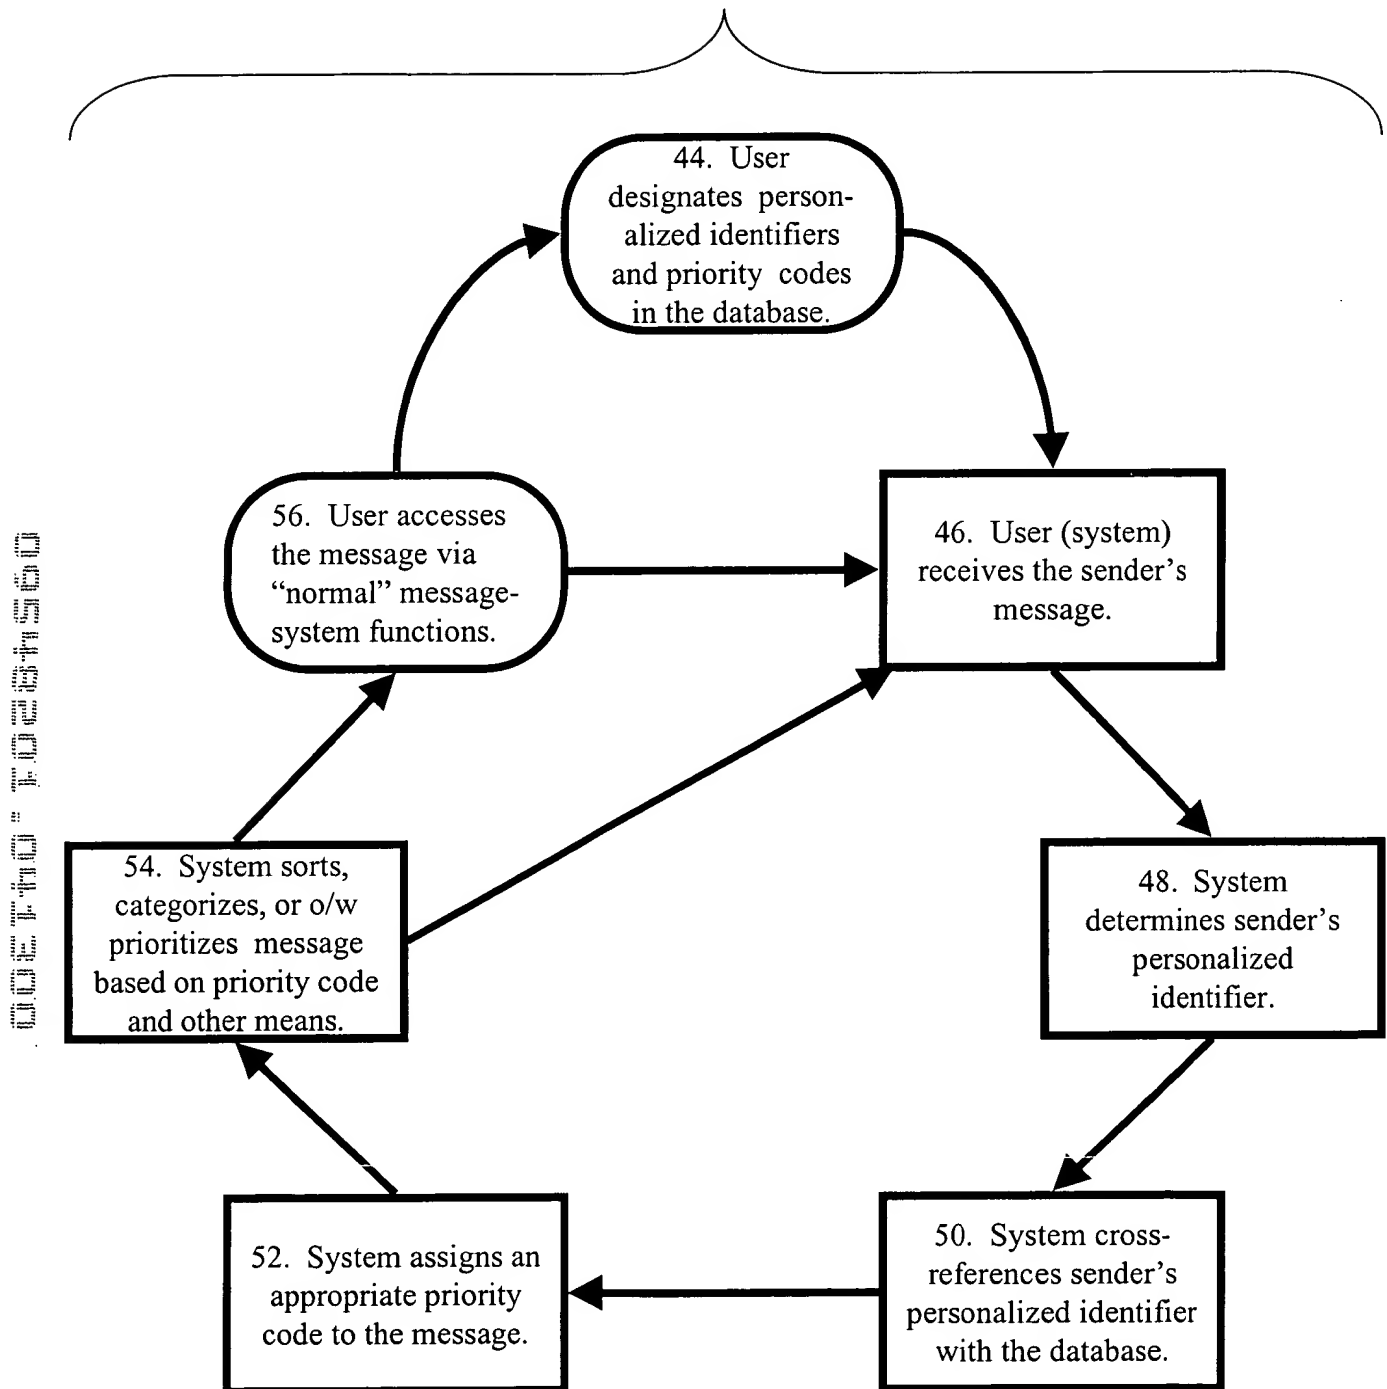 44. User
designates person-
alized identifiers
and priority codes
in the database.
56. User accesses
the message via
“normal” message-
system functions.
46. User (system)
receives the sender’s
message.
54. System sorts,
categorizes, or o/w
prioritizes message
based on priority code
and other means.
48. System
determines sender’s
personalized
identifier.
52. System assigns an
appropriate priority
code to the message.
50. System cross-
references sender’s
personalized identifier
with the database.